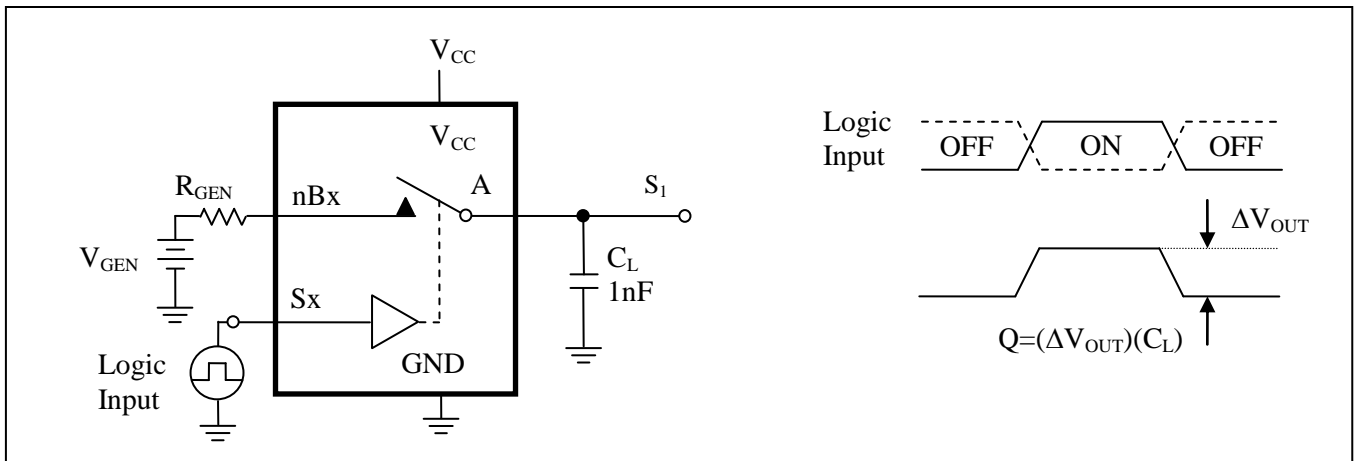 V_CC
V_CC
R_GEN
nBx
A
S_1
V_GEN
C_L
1nF
Sx
GND
Logic
Input
Logic
Input
OFF
ON
OFF
ΔV_OUT
Q=(ΔV_OUT)(C_L)